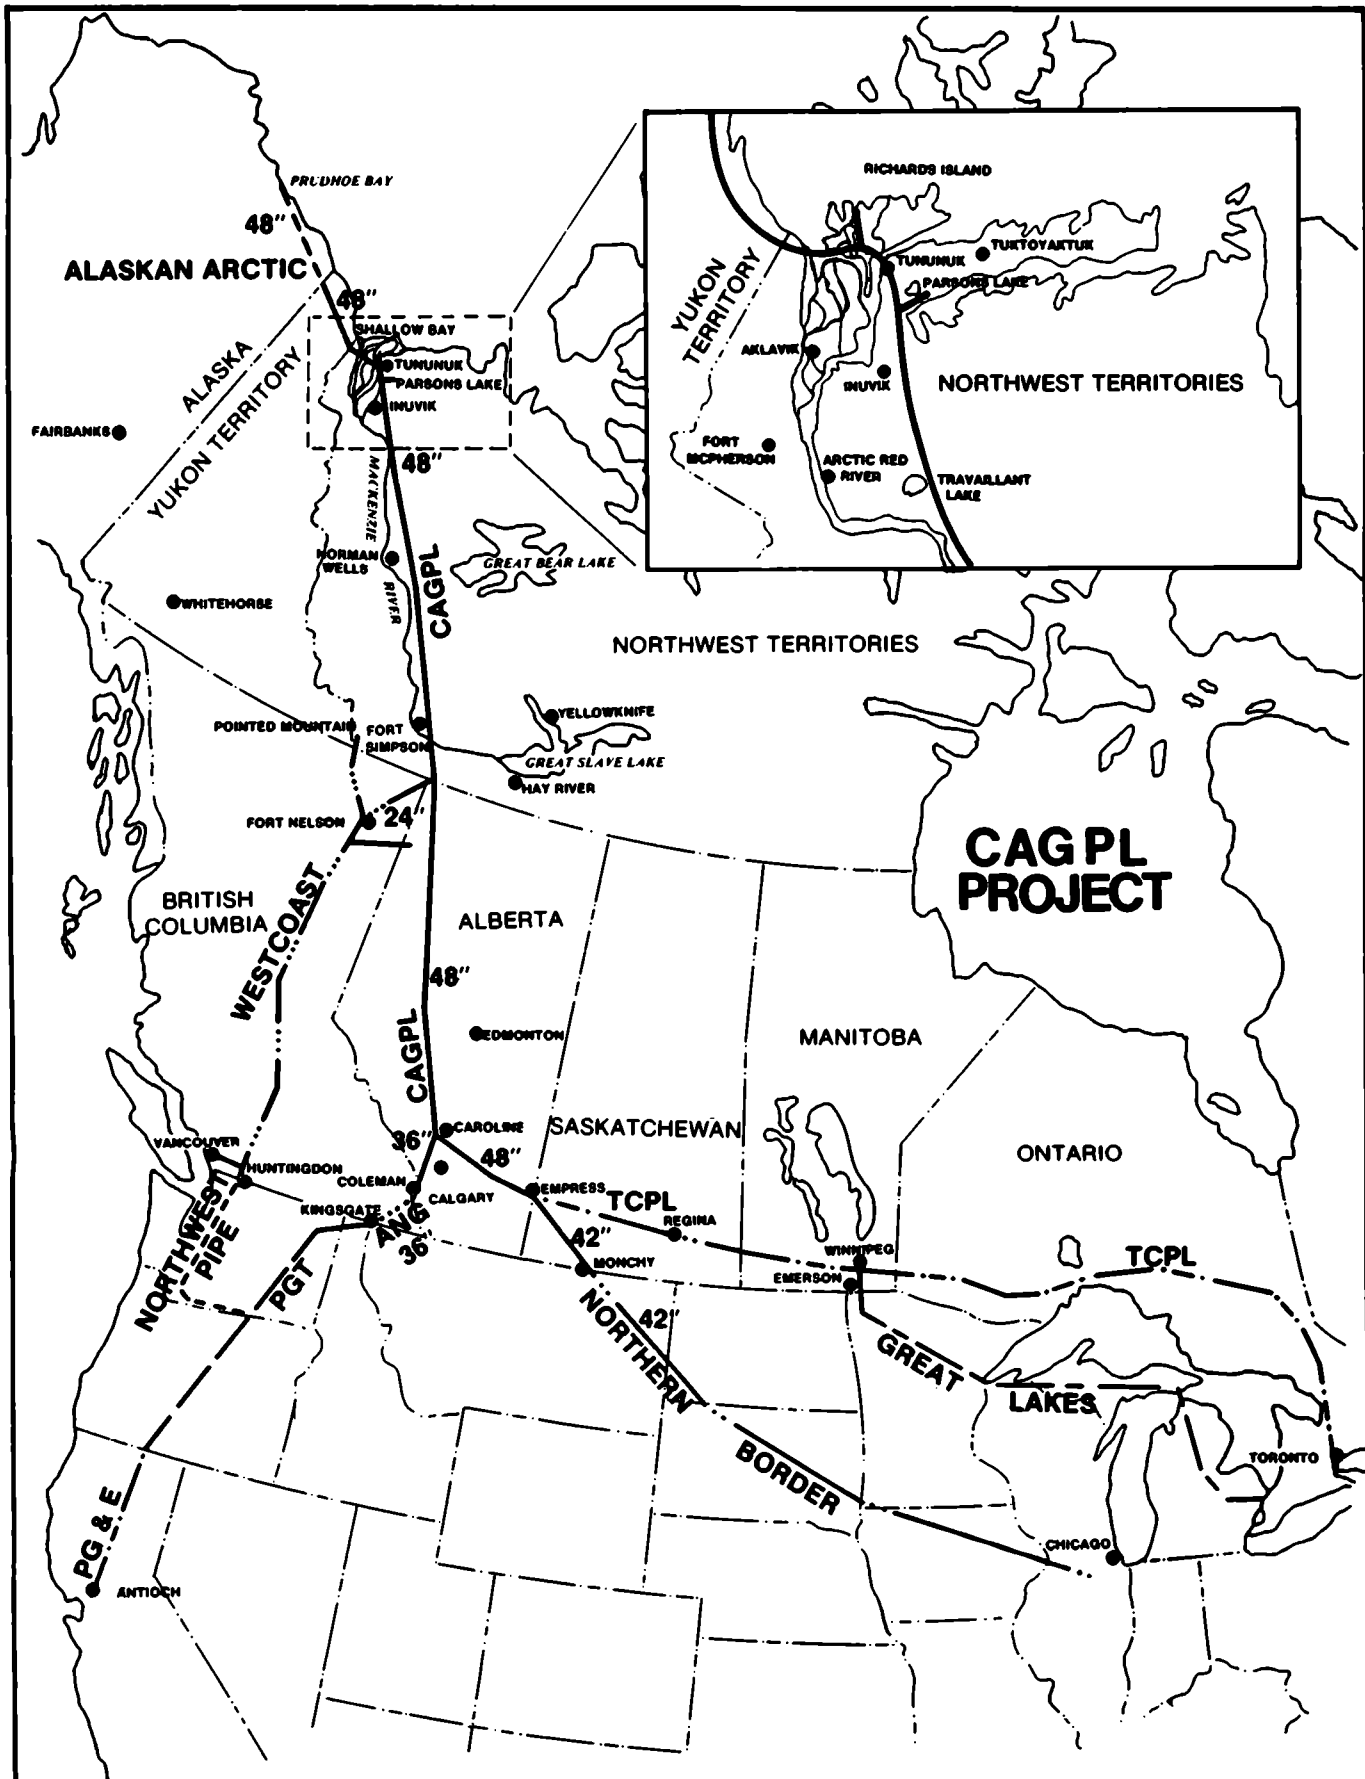 PRUDHOE BAY
48"
ALASKAN ARCTIC
48"
SHALLOW BAY
TUNUNUK
PARSONS LAKE
INUVIK
ALASKA
YUKON TERRITORY
FAIRBANKS
48"
MACKENZIE
RIVER
NORMAN
WELLS
CAGPL
GREAT BEAR LAKE
WHITEHORSE
NORTHWEST TERRITORIES
RICHARDS ISLAND
TUKTOYAKTUK
TUNUNUK
PARSONS LAKE
YUKON
TERRITORY
AKLAVIK
INUVIK
NORTHWEST TERRITORIES
FORT
MCPHERSON
ARCTIC RED
RIVER
TRAVAILLANT
LAKE
POINTED MOUNTAIN
FORT
SIMPSON
YELLOWKNIFE
GREAT SLAVE LAKE
HAY RIVER
FORT NELSON
24"
CAGPL
PROJECT
BRITISH
COLUMBIA
WESTCOAST
ALBERTA
48"
CAGPL
EDMONTON
MANITOBA
CAROLINE
SASKATCHEWAN
36"
48"
ONTARIO
VANCOUVER
HUNTINGDON
COLEMAN
CALGARY
EMPRESS
TCPL
KINGSGATE
ANG
36"
REGINA
NORTHWEST
PIPE
PGT
42"
MONCHY
WINNIPEG
EMERSON
TCPL
42"
NORTHERN
BORDER
GREAT
LAKES
TORONTO
PG & E
CHICAGO
ANTIOCH